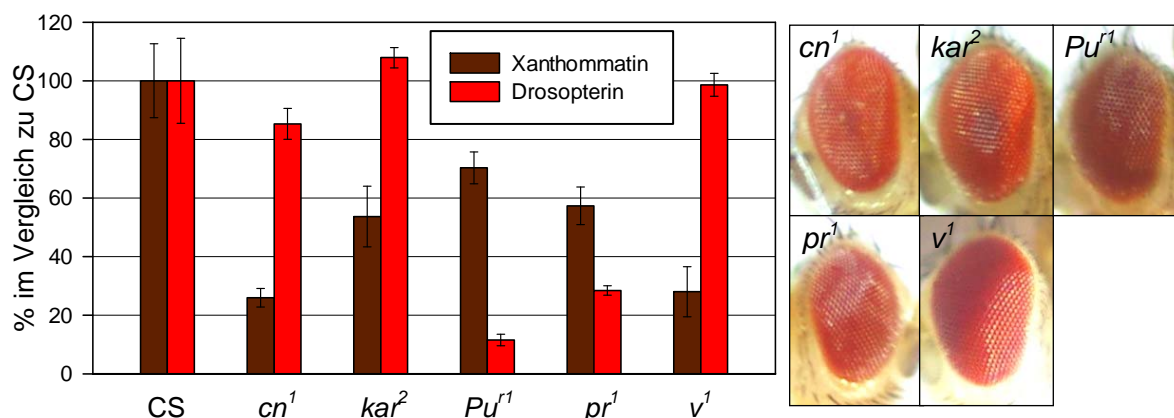 % im Vergleich zu CS
120
100
80
60
40
20
0
Xanthommatin
Drosopterin
CS cn¹ kar² Puʳ¹ pr¹ v¹
cn¹ kar² Puʳ¹
pr¹ v¹